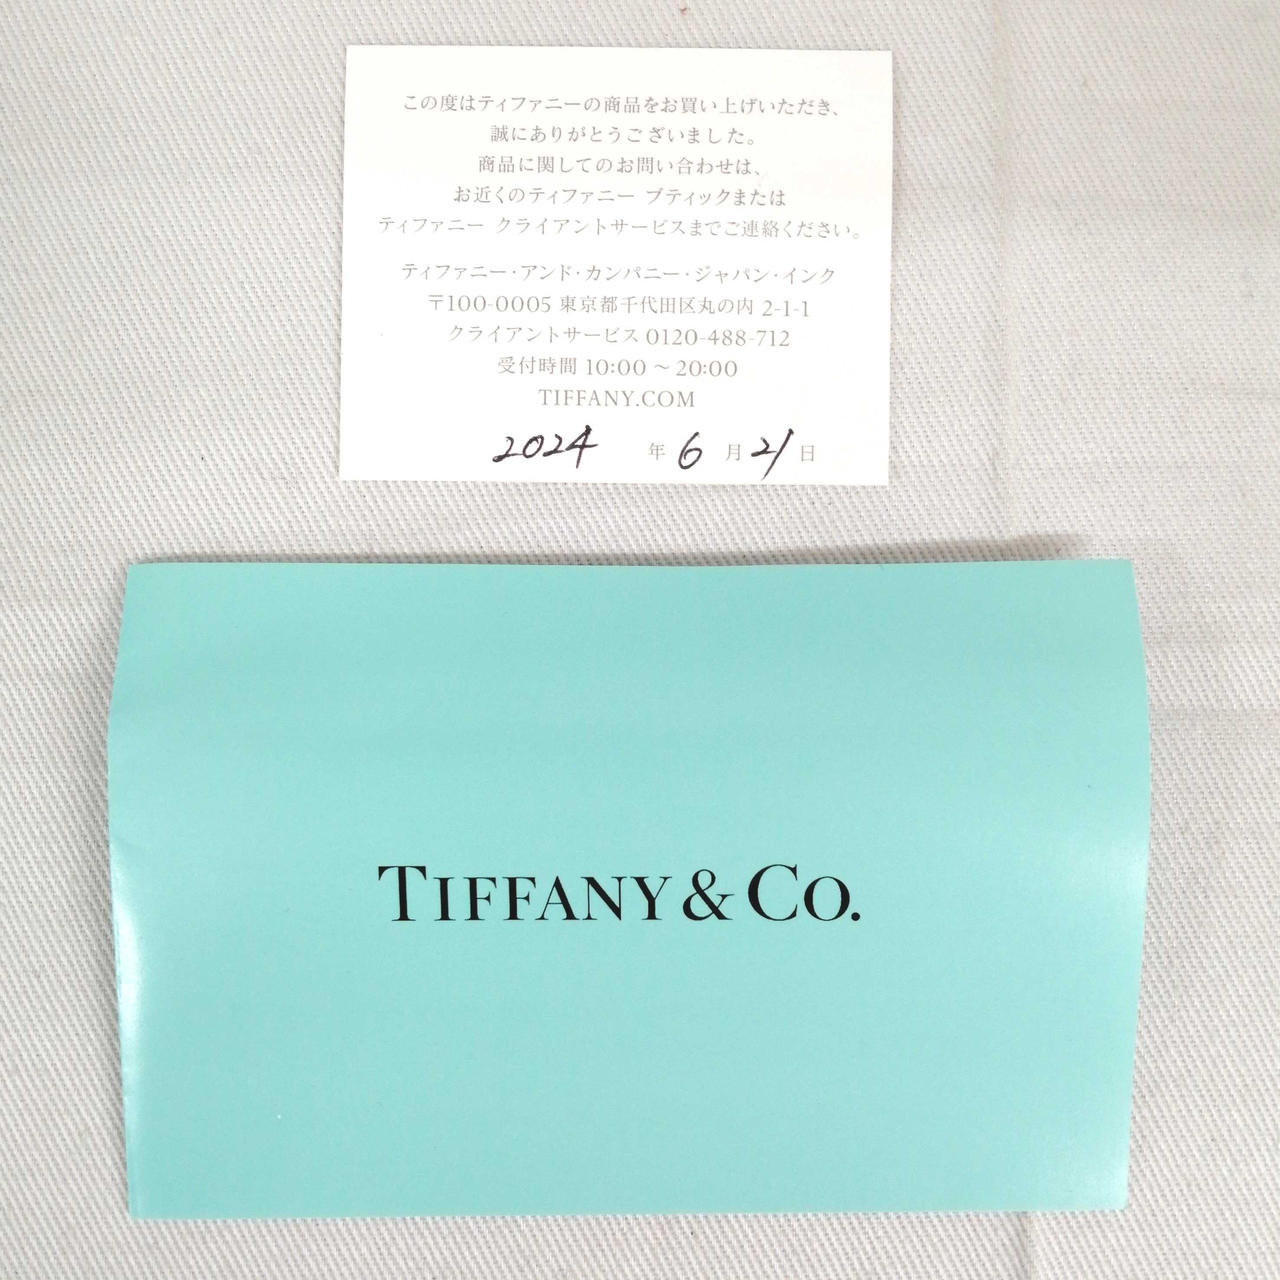 この度はティファニーの商品をお買い上げいただき、
誠にありがとうございました。
商品に関してのお問い合わせは、
お近くのティファニー ブティックまたは
ティファニー クライアントサービスまでご連絡ください。
ティファニー・アンド・カンパニー・ジャパン・インク
〒100-0005 東京都千代田区丸の内 2-1-1
クライアントサービス 0120-488-712
受付時間 10:00 ～ 20:00
TIFFANY.COM
2024 年 6 月 21 日
TIFFANY & CO.